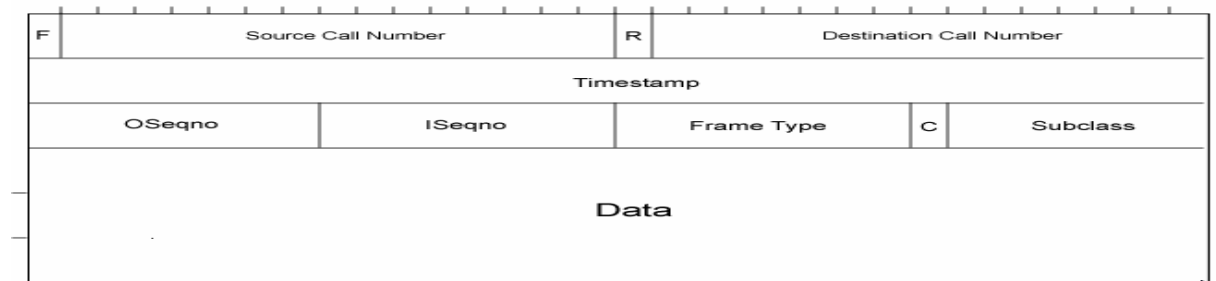 F Source Call Number R Destination Call Number
Timestamp
OSeqno ISeqno Frame Type C Subclass
Data